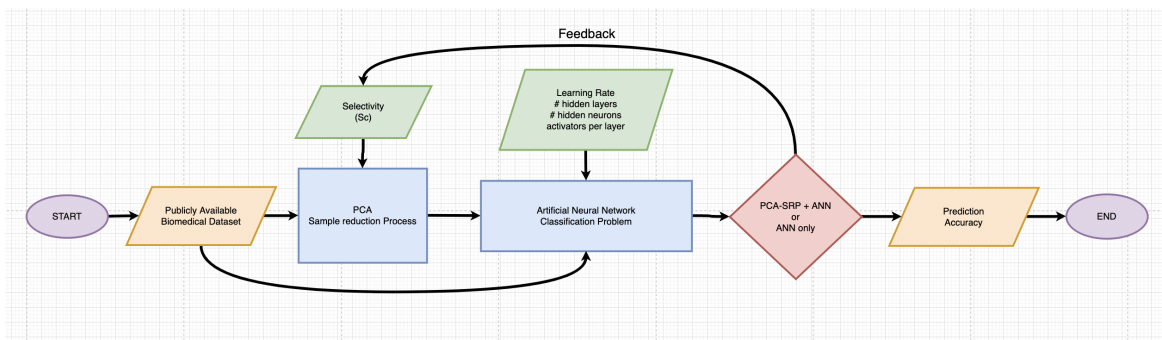 Feedback
Selectivity
(Sc)
Learning Rate
# hidden layers
# hidden neurons
activators per layer
START
Publicly Available
Biomedical Dataset
PCA
Sample reduction Process
Artificial Neural Network
Classification Problem
PCA-SRP + ANN
or
ANN only
Prediction
Accuracy
END